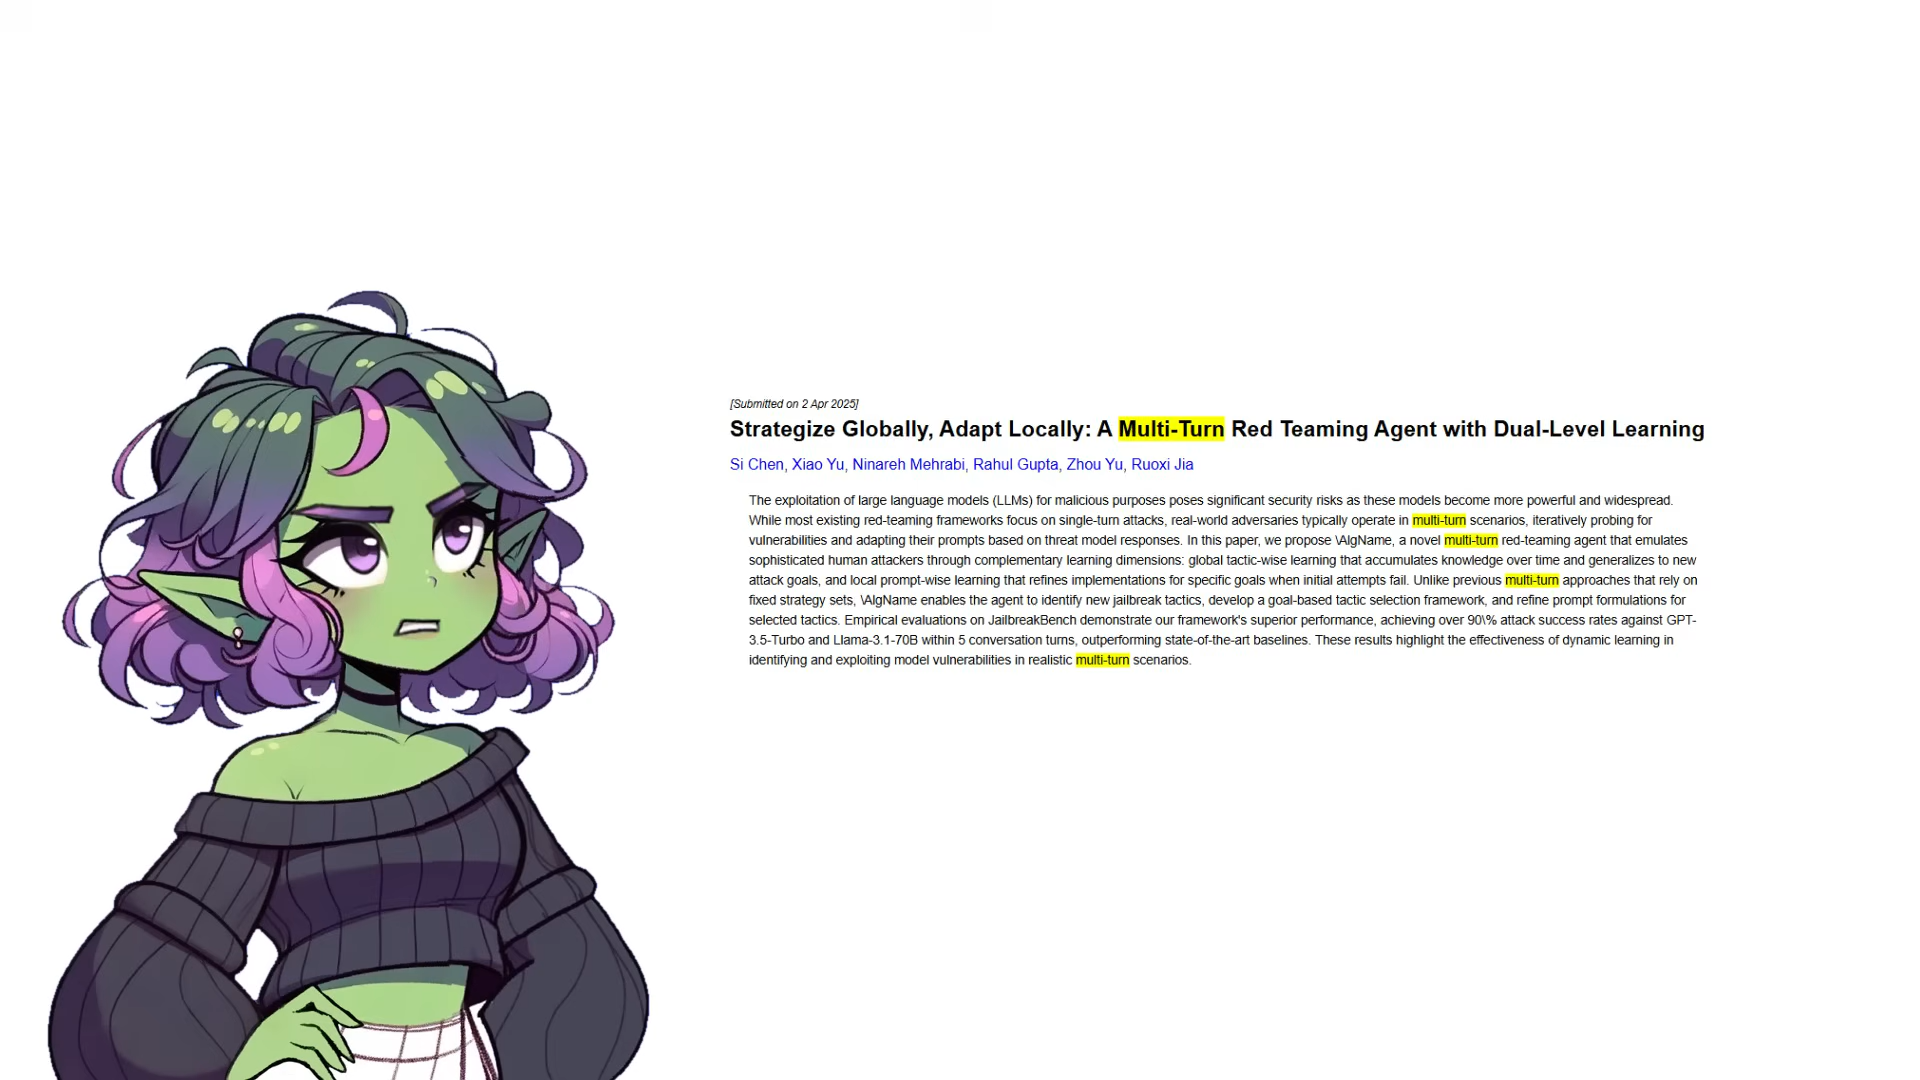 [Submitted on 2 Apr 2025]
Strategize Globally, Adapt Locally: A Multi-Turn Red Teaming Agent with Dual-Level Learning
Si Chen, Xiao Yu, Ninareh Mehrabi, Rahul Gupta, Zhou Yu, Ruoxi Jia
The exploitation of large language models (LLMs) for malicious purposes poses significant security risks as these models become more powerful and widespread.
While most existing red-teaming frameworks focus on single-turn attacks, real-world adversaries typically operate in multi-turn scenarios, iteratively probing for
vulnerabilities and adapting their prompts based on threat model responses. In this paper, we propose \AlgName, a novel multi-turn red-teaming agent that emulates
sophisticated human attackers through complementary learning dimensions: global tactic-wise learning that accumulates knowledge over time and generalizes to new
attack goals, and local prompt-wise learning that refines implementations for specific goals when initial attempts fail. Unlike previous multi-turn approaches that rely on
fixed strategy sets, \AlgName enables the agent to identify new jailbreak tactics, develop a goal-based tactic selection framework, and refine prompt formulations for
selected tactics. Empirical evaluations on JailbreakBench demonstrate our framework's superior performance, achieving over 90\% attack success rates against GPT-
3.5-Turbo and Llama-3.1-70B within 5 conversation turns, outperforming state-of-the-art baselines. These results highlight the effectiveness of dynamic learning in
identifying and exploiting model vulnerabilities in realistic multi-turn scenarios.